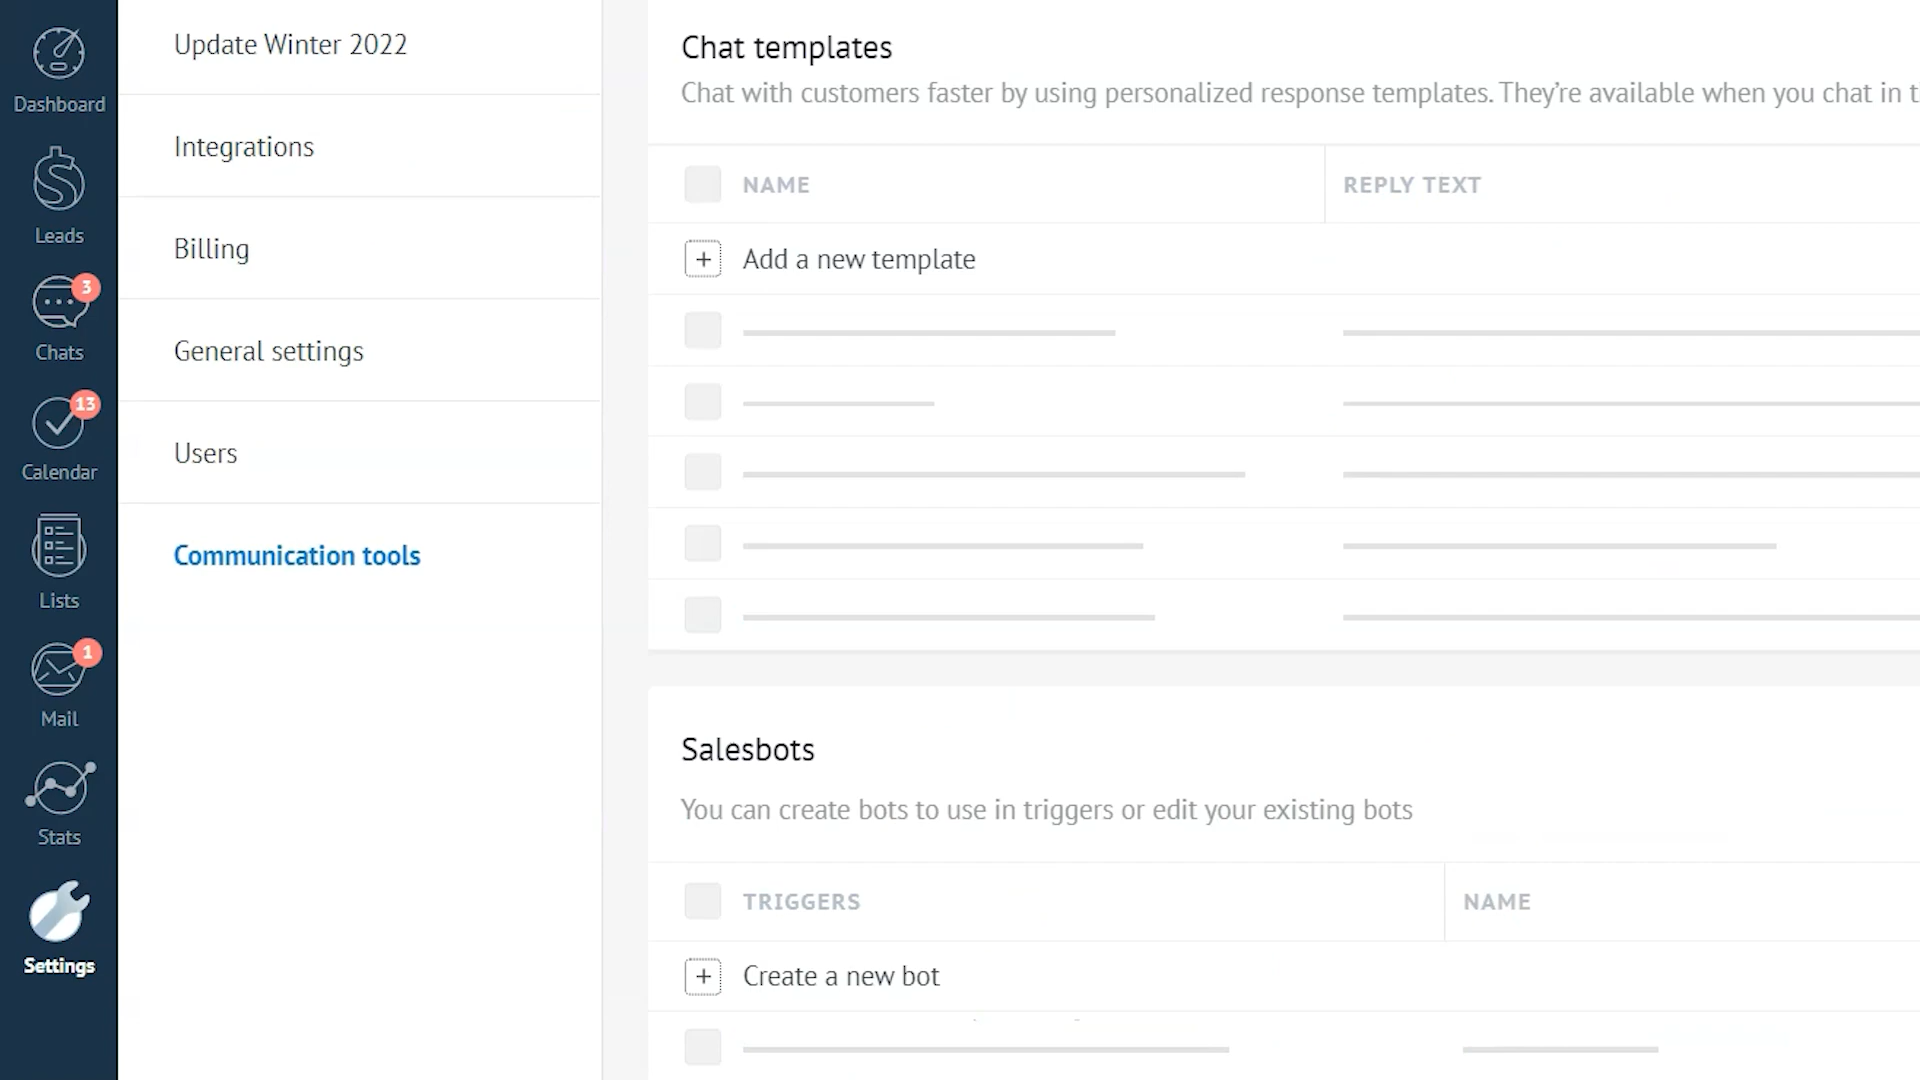 Dashboard
Leads
3
Chats
13
Calendar
Lists
1
Mail
Stats
Settings
Update Winter 2022
Integrations
Billing
General settings
Users
Communication tools
Chat templates
Chat with customers faster by using personalized response templates. They're available when you chat in t
NAME
REPLY TEXT
+ Add a new template
Salesbots
You can create bots to use in triggers or edit your existing bots
TRIGGERS
NAME
+ Create a new bot